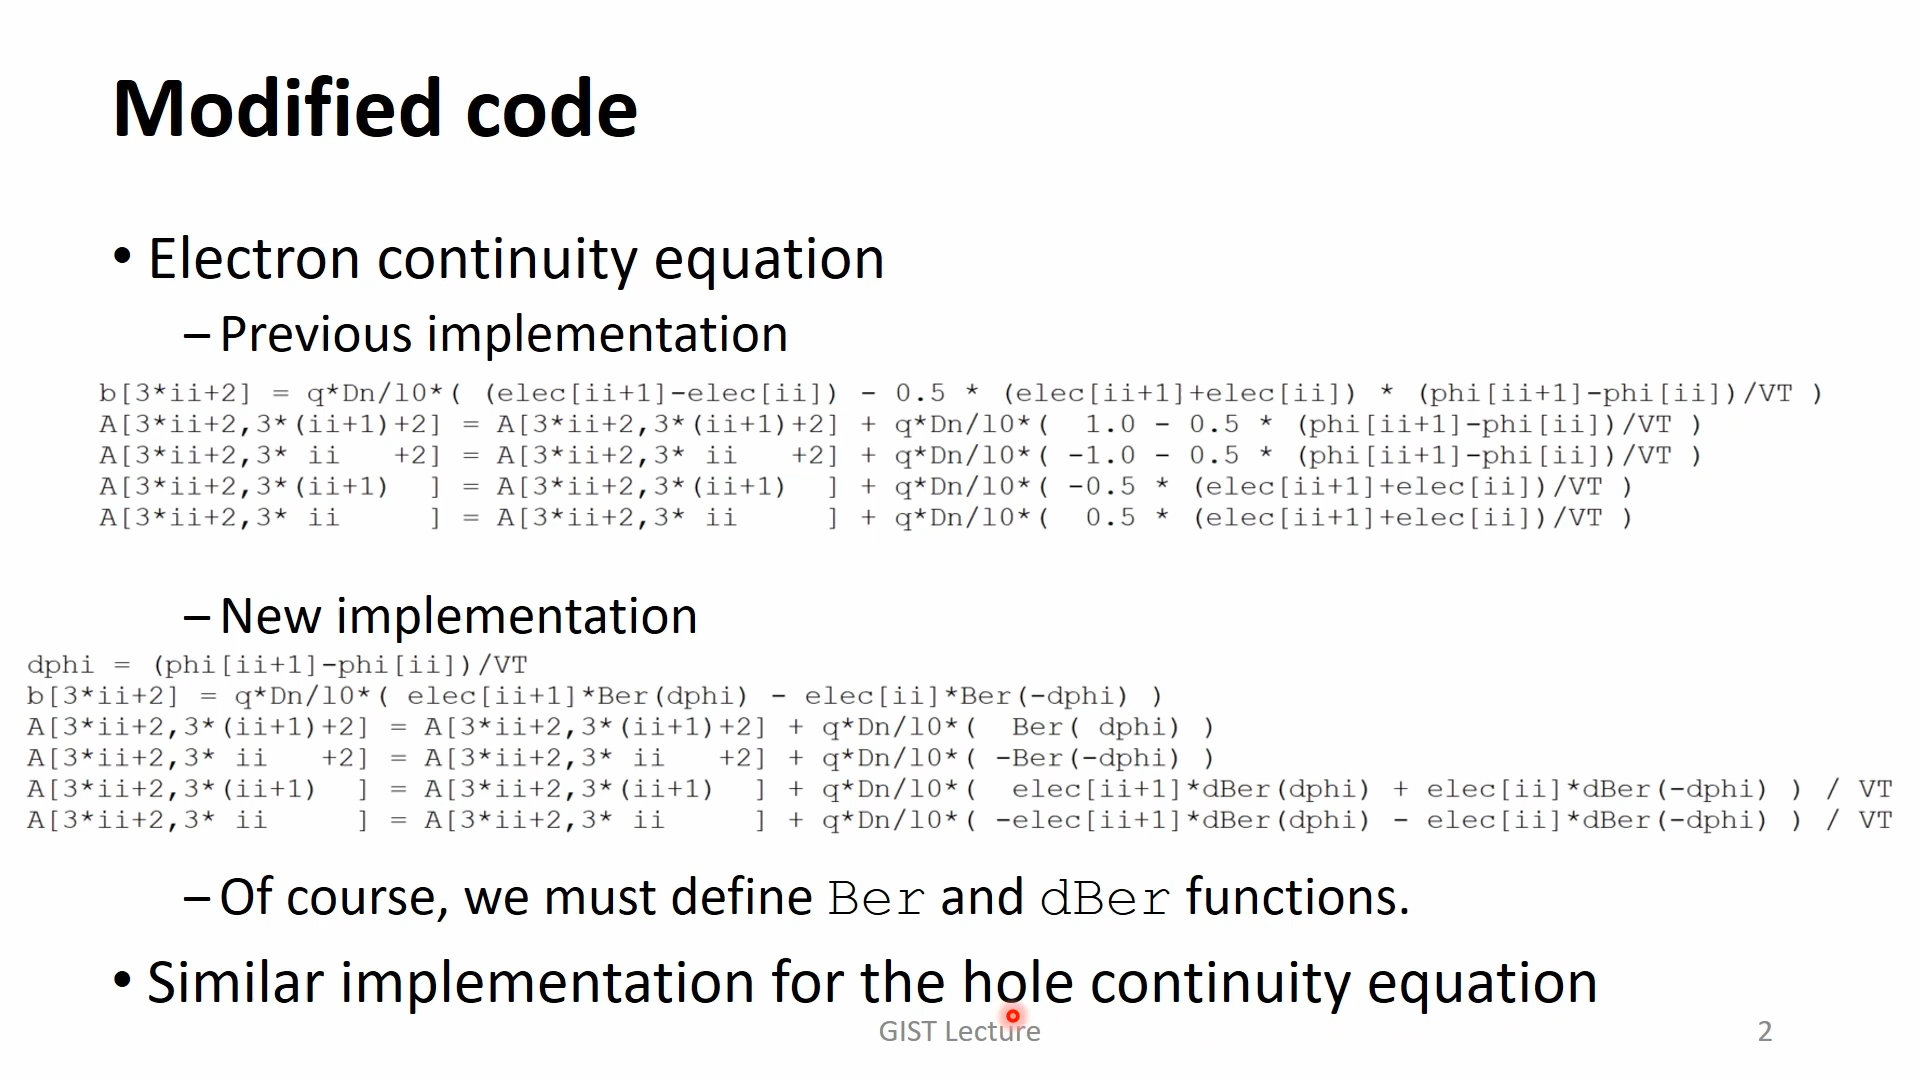 Modified code
• Electron continuity equation
– Previous implementation
b[3*ii+2] = q*Dn/l0*( (elec[ii+1]-elec[ii]) - 0.5 * (elec[ii+1]+elec[ii]) * (phi[ii+1]-phi[ii])/VT )
A[3*ii+2,3*(ii+1)+2] = A[3*ii+2,3*(ii+1)+2] + q*Dn/l0*(  1.0 - 0.5 * (phi[ii+1]-phi[ii])/VT )
A[3*ii+2,3* ii   +2] = A[3*ii+2,3* ii   +2] + q*Dn/l0*( -1.0 - 0.5 * (phi[ii+1]-phi[ii])/VT )
A[3*ii+2,3*(ii+1)  ] = A[3*ii+2,3*(ii+1)  ] + q*Dn/l0*( -0.5 * (elec[ii+1]+elec[ii])/VT )
A[3*ii+2,3* ii     ] = A[3*ii+2,3* ii     ] + q*Dn/l0*(  0.5 * (elec[ii+1]+elec[ii])/VT )
– New implementation
dphi = (phi[ii+1]-phi[ii])/VT
b[3*ii+2] = q*Dn/l0*( elec[ii+1]*Ber(dphi) - elec[ii]*Ber(-dphi) )
A[3*ii+2,3*(ii+1)+2] = A[3*ii+2,3*(ii+1)+2] + q*Dn/l0*(  Ber( dphi) )
A[3*ii+2,3* ii   +2] = A[3*ii+2,3* ii   +2] + q*Dn/l0*( -Ber(-dphi) )
A[3*ii+2,3*(ii+1)  ] = A[3*ii+2,3*(ii+1)  ] + q*Dn/l0*(  elec[ii+1]*dBer(dphi) + elec[ii]*dBer(-dphi) ) / VT
A[3*ii+2,3* ii     ] = A[3*ii+2,3* ii     ] + q*Dn/l0*( -elec[ii+1]*dBer(dphi) - elec[ii]*dBer(-dphi) ) / VT
– Of course, we must define Ber and dBer functions.
• Similar implementation for the hole continuity equation
GIST Lecture
2